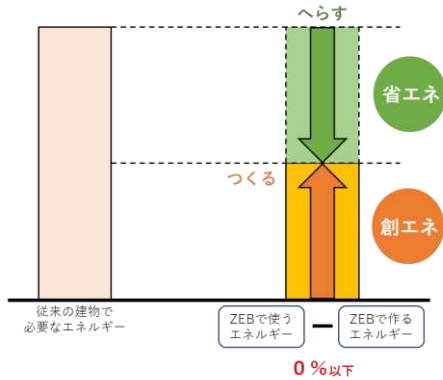 へらす
省エネ
つくる
創エネ
従来の建物で
必要なエネルギー
ZEBで使う
エネルギー
ー
ZEBで作る
エネルギー
0 %以下